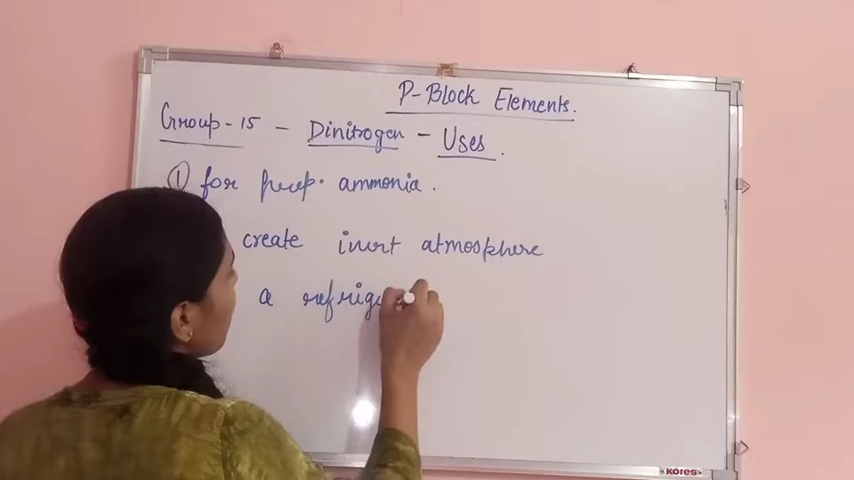 P-Block Elements.
Group-15 - Dinitrogen - Uses.
① for prep. ammonia.
create inert atmosphere
a refrig
KORES